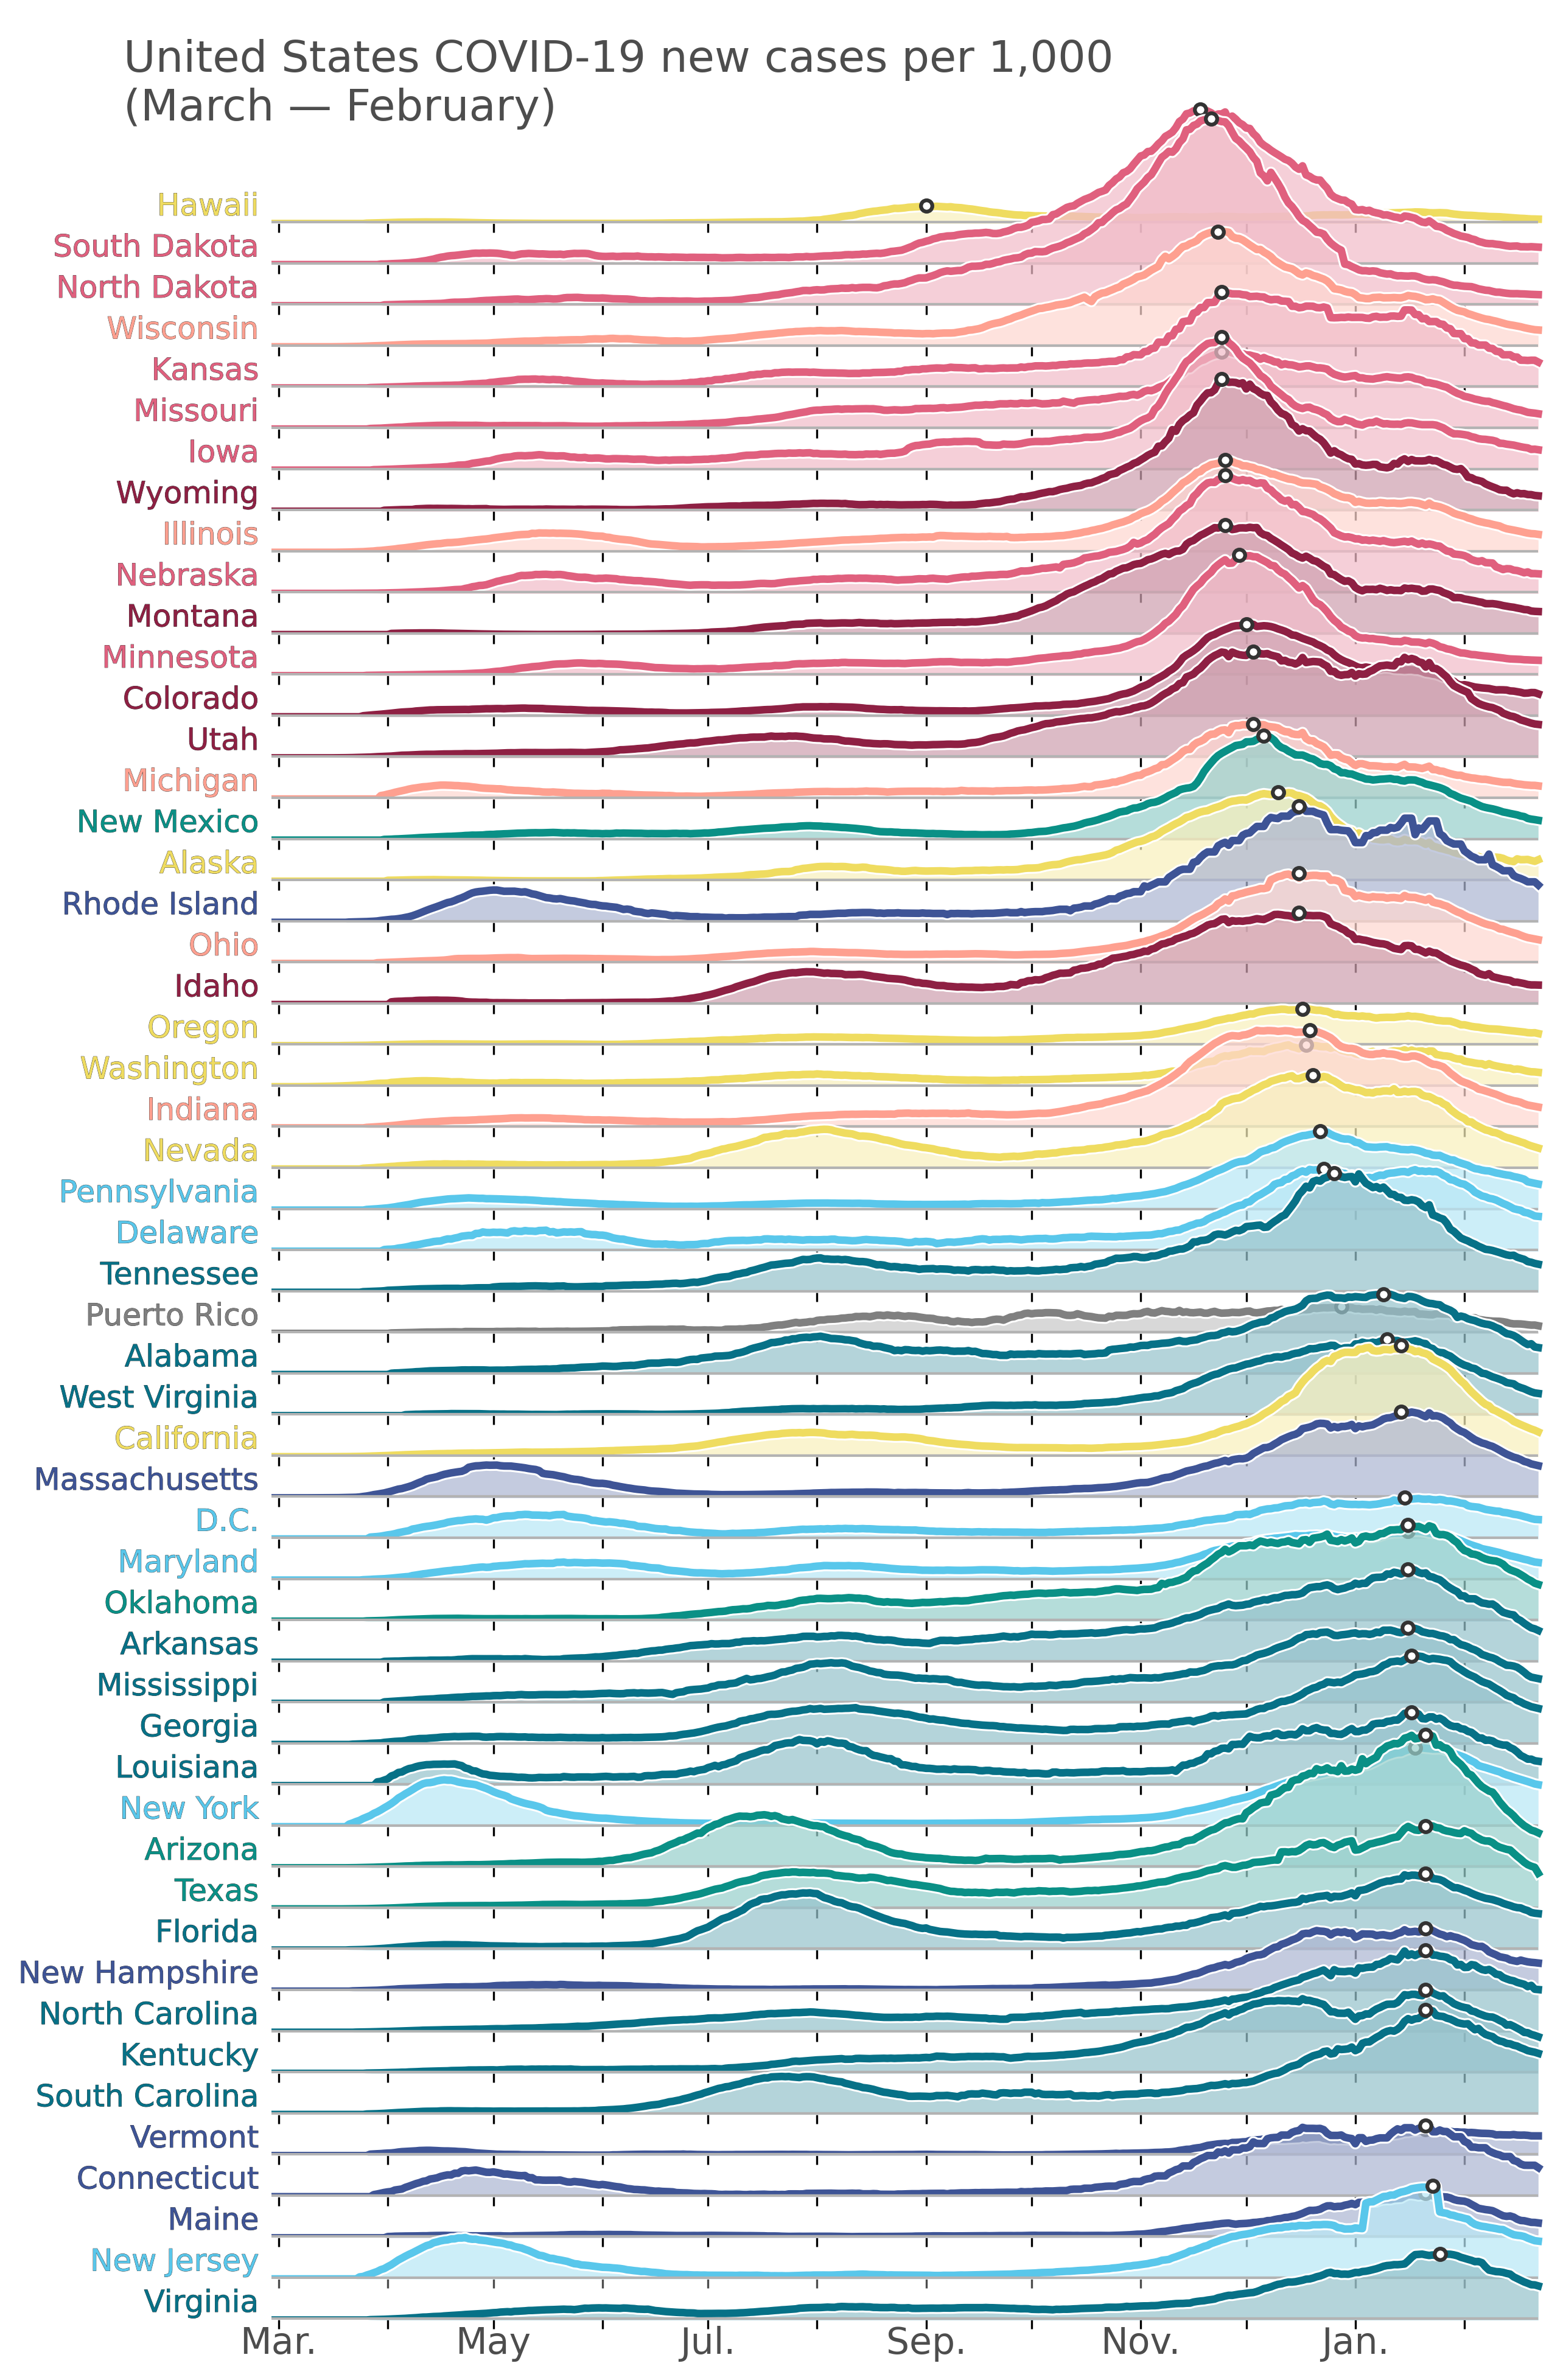 United States COVID-19 new cases per 1,000
(March — February)
Hawaii
South Dakota
North Dakota
Wisconsin
Kansas
Missouri
Iowa
Wyoming
Illinois
Nebraska
Montana
Minnesota
Colorado
Utah
Michigan
New Mexico
Alaska
Rhode Island
Ohio
Idaho
Oregon
Washington
Indiana
Nevada
Pennsylvania
Delaware
Tennessee
Puerto Rico
Alabama
West Virginia
California
Massachusetts
D.C.
Maryland
Oklahoma
Arkansas
Mississippi
Georgia
Louisiana
New York
Arizona
Texas
Florida
New Hampshire
North Carolina
Kentucky
South Carolina
Vermont
Connecticut
Maine
New Jersey
Virginia
Mar. May Jul. Sep. Nov. Jan.